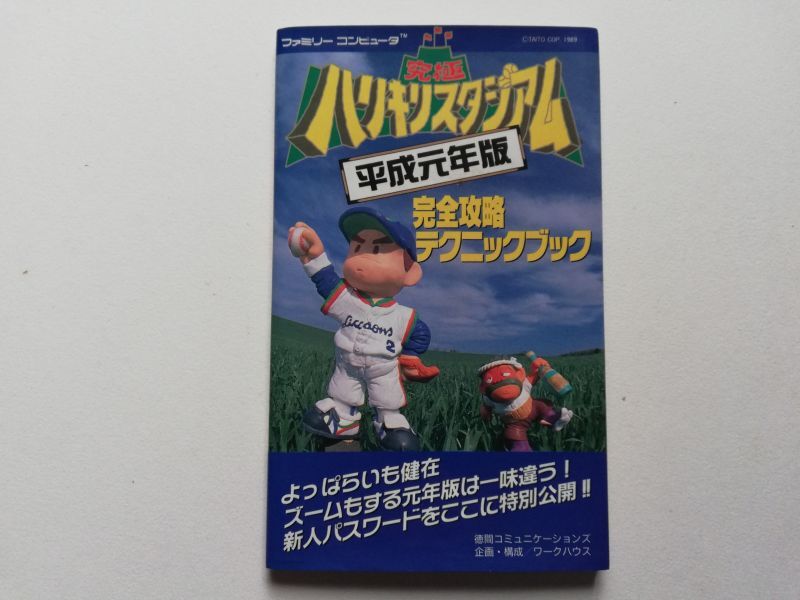 ファミリー コンピュータ™
©TAITO COP. 1989
究極
ハリキリスタジアム
平成元年版
完全攻略
テクニックブック
2
よっぱらいも健在
ズームもする元年版は一味違う!
新人パスワードをここに特別公開!!
徳間コミュニケーションズ
企画・構成/ワークハウス